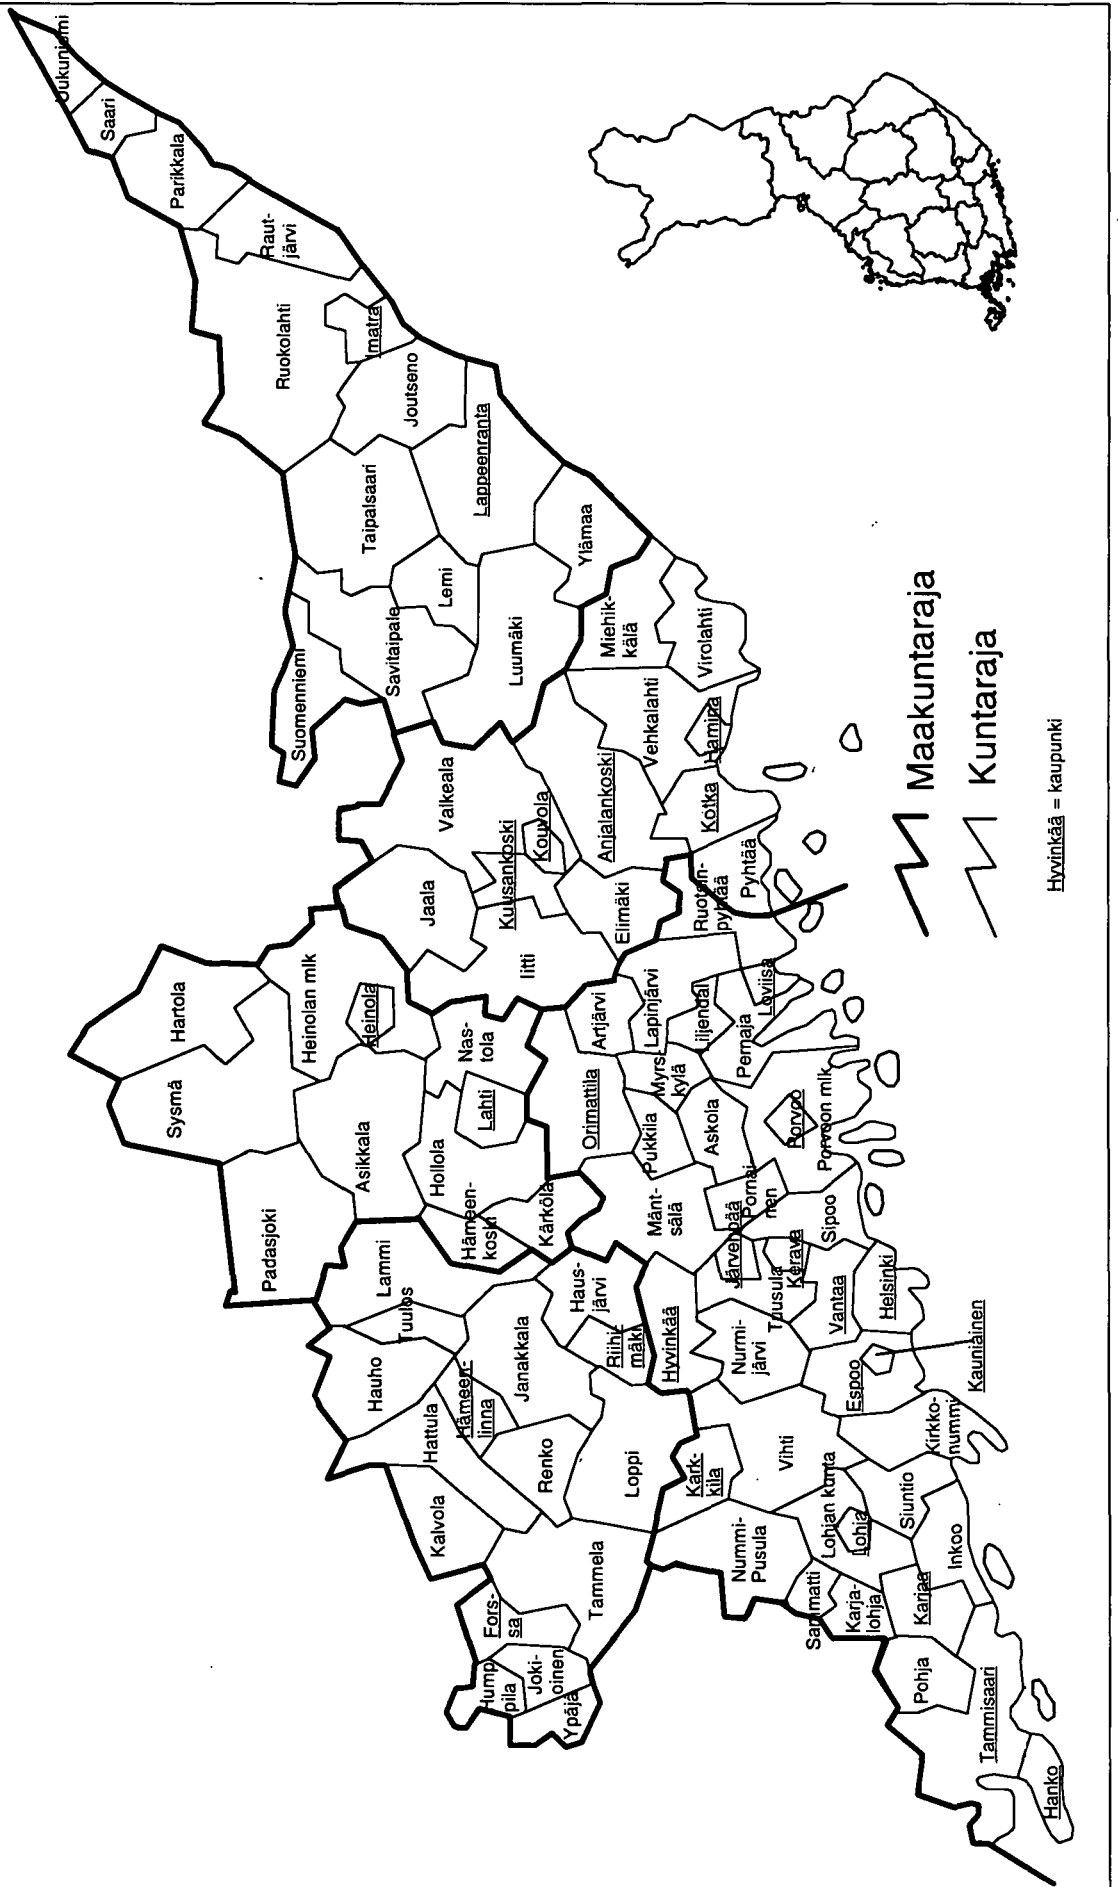 Uukuniemi
Saari
Parikkala
Raut-
järvi
Ruokolahti
Imatra
Joutseno
Lappeenranta
Taipalsaari
Ylämaa
Lemi
Savitaipale
Luumäki
Suomenniemi
Miehik-
kälä
Virolahti
Vehkalahti
Hamina
Kotka
Anjalankoski
Valkeala
Kouvola
Kuusankoski
Jaala
Elimäki
Iitti
Pyhtää
Ruotsin-
pyhtää
Hartola
Sysmä
Heinolan mlk
Heinola
Nas-
tola
Lahti
Asikkala
Hollola
Padasjoki
Hämeen-
koski
Kärkölä
Artjärvi
Lapinjärvi
Liljendal
Loviisa
Pernaja
Myrs-
kylä
Orimattila
Pukkila
Askola
Porvoo
Porvoon mlk
Pornai-
nen
Mänt-
sälä
Järvenpää
Kerava
Sipoo
Tuusula
Vantaa
Helsinki
Lammi
Tuulos
Hauho
Hattula
Hämeen-
linna
Janakkala
Haus-
järvi
Riihi-
mäki
Hyvinkää
Nurmi-
järvi
Espoo
Kauniainen
Kirkko-
nummi
Kalvola
Renko
Loppi
Kark-
kila
Vihti
Lohjan kunta
Lohja
Siuntio
Inkoo
Tammela
Fors-
sa
Hump
pila
Joki-
oinen
Ypäjä
Nummi-
Pusula
Sammatti
Karja-
lohja
Karjaa
Pohja
Tammisaari
Hanko
Maakuntaraja
Kuntaraja
Hyvinkää = kaupunki